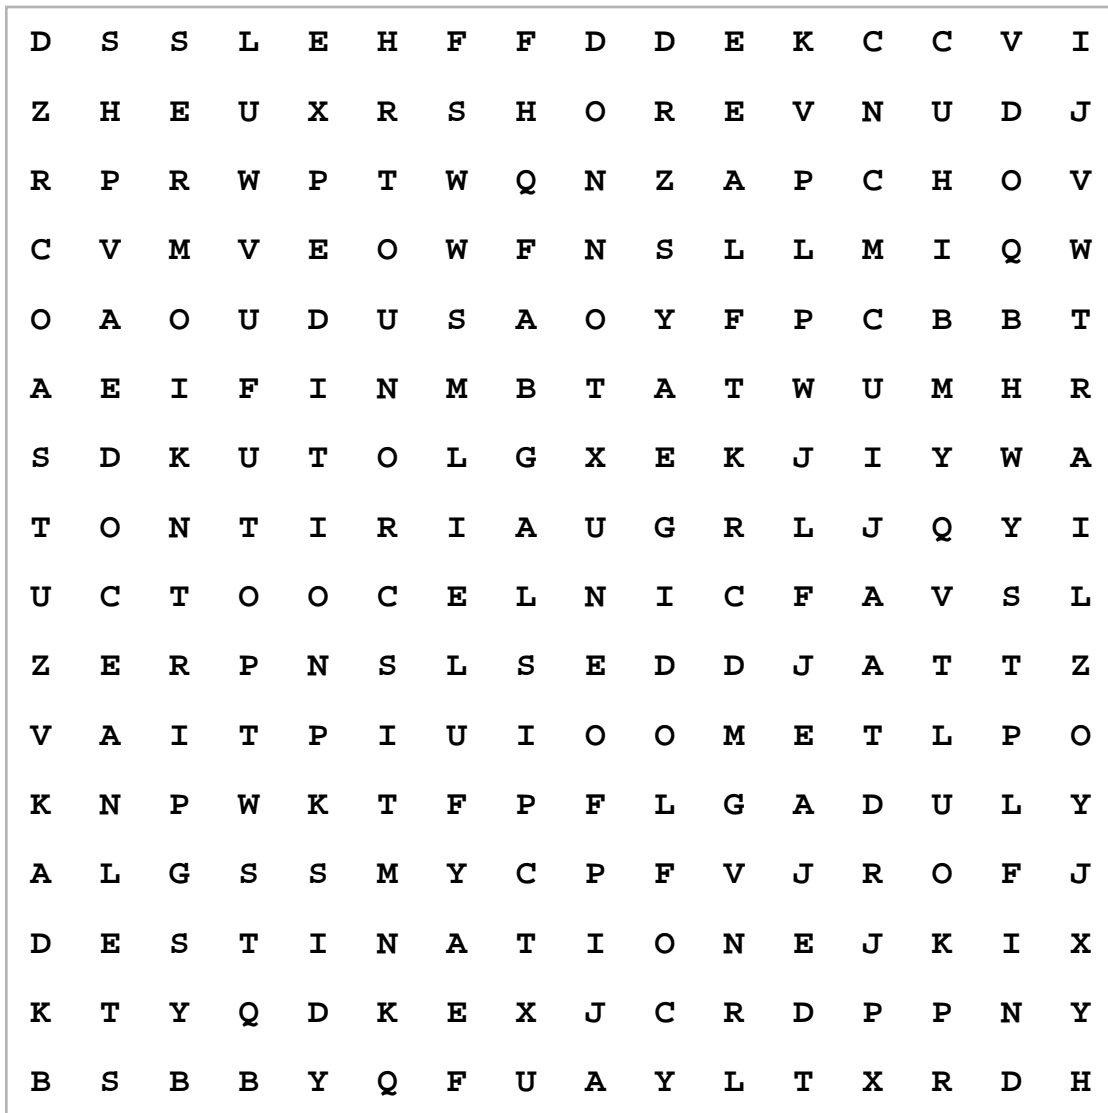 D S S L E H F F D D E K C C V I
Z H E U X R S H O R E V N U D J
R P R W P T W Q N Z A P C H O V
C V M V E O W F N S L L M I Q W
O A O U D U S A O Y F P C B B T
A E I F I N M B T A T W U M H R
S D K U T O L G X E K J I Y W A
T O N T I R I A U G R L J Q Y I
U C T O O C E L N I C F A V S L
Z E R P N S L S E D D J A T T Z
V A I T P I U I O O M E T L P O
K N P W K T F P F L G A D U L Y
A L G S S M Y C P F V J R O F J
D E S T I N A T I O N E J K I X
K T Y Q D K E X J C R D P P N Y
B S B B Y Q F U A Y L T X R D H